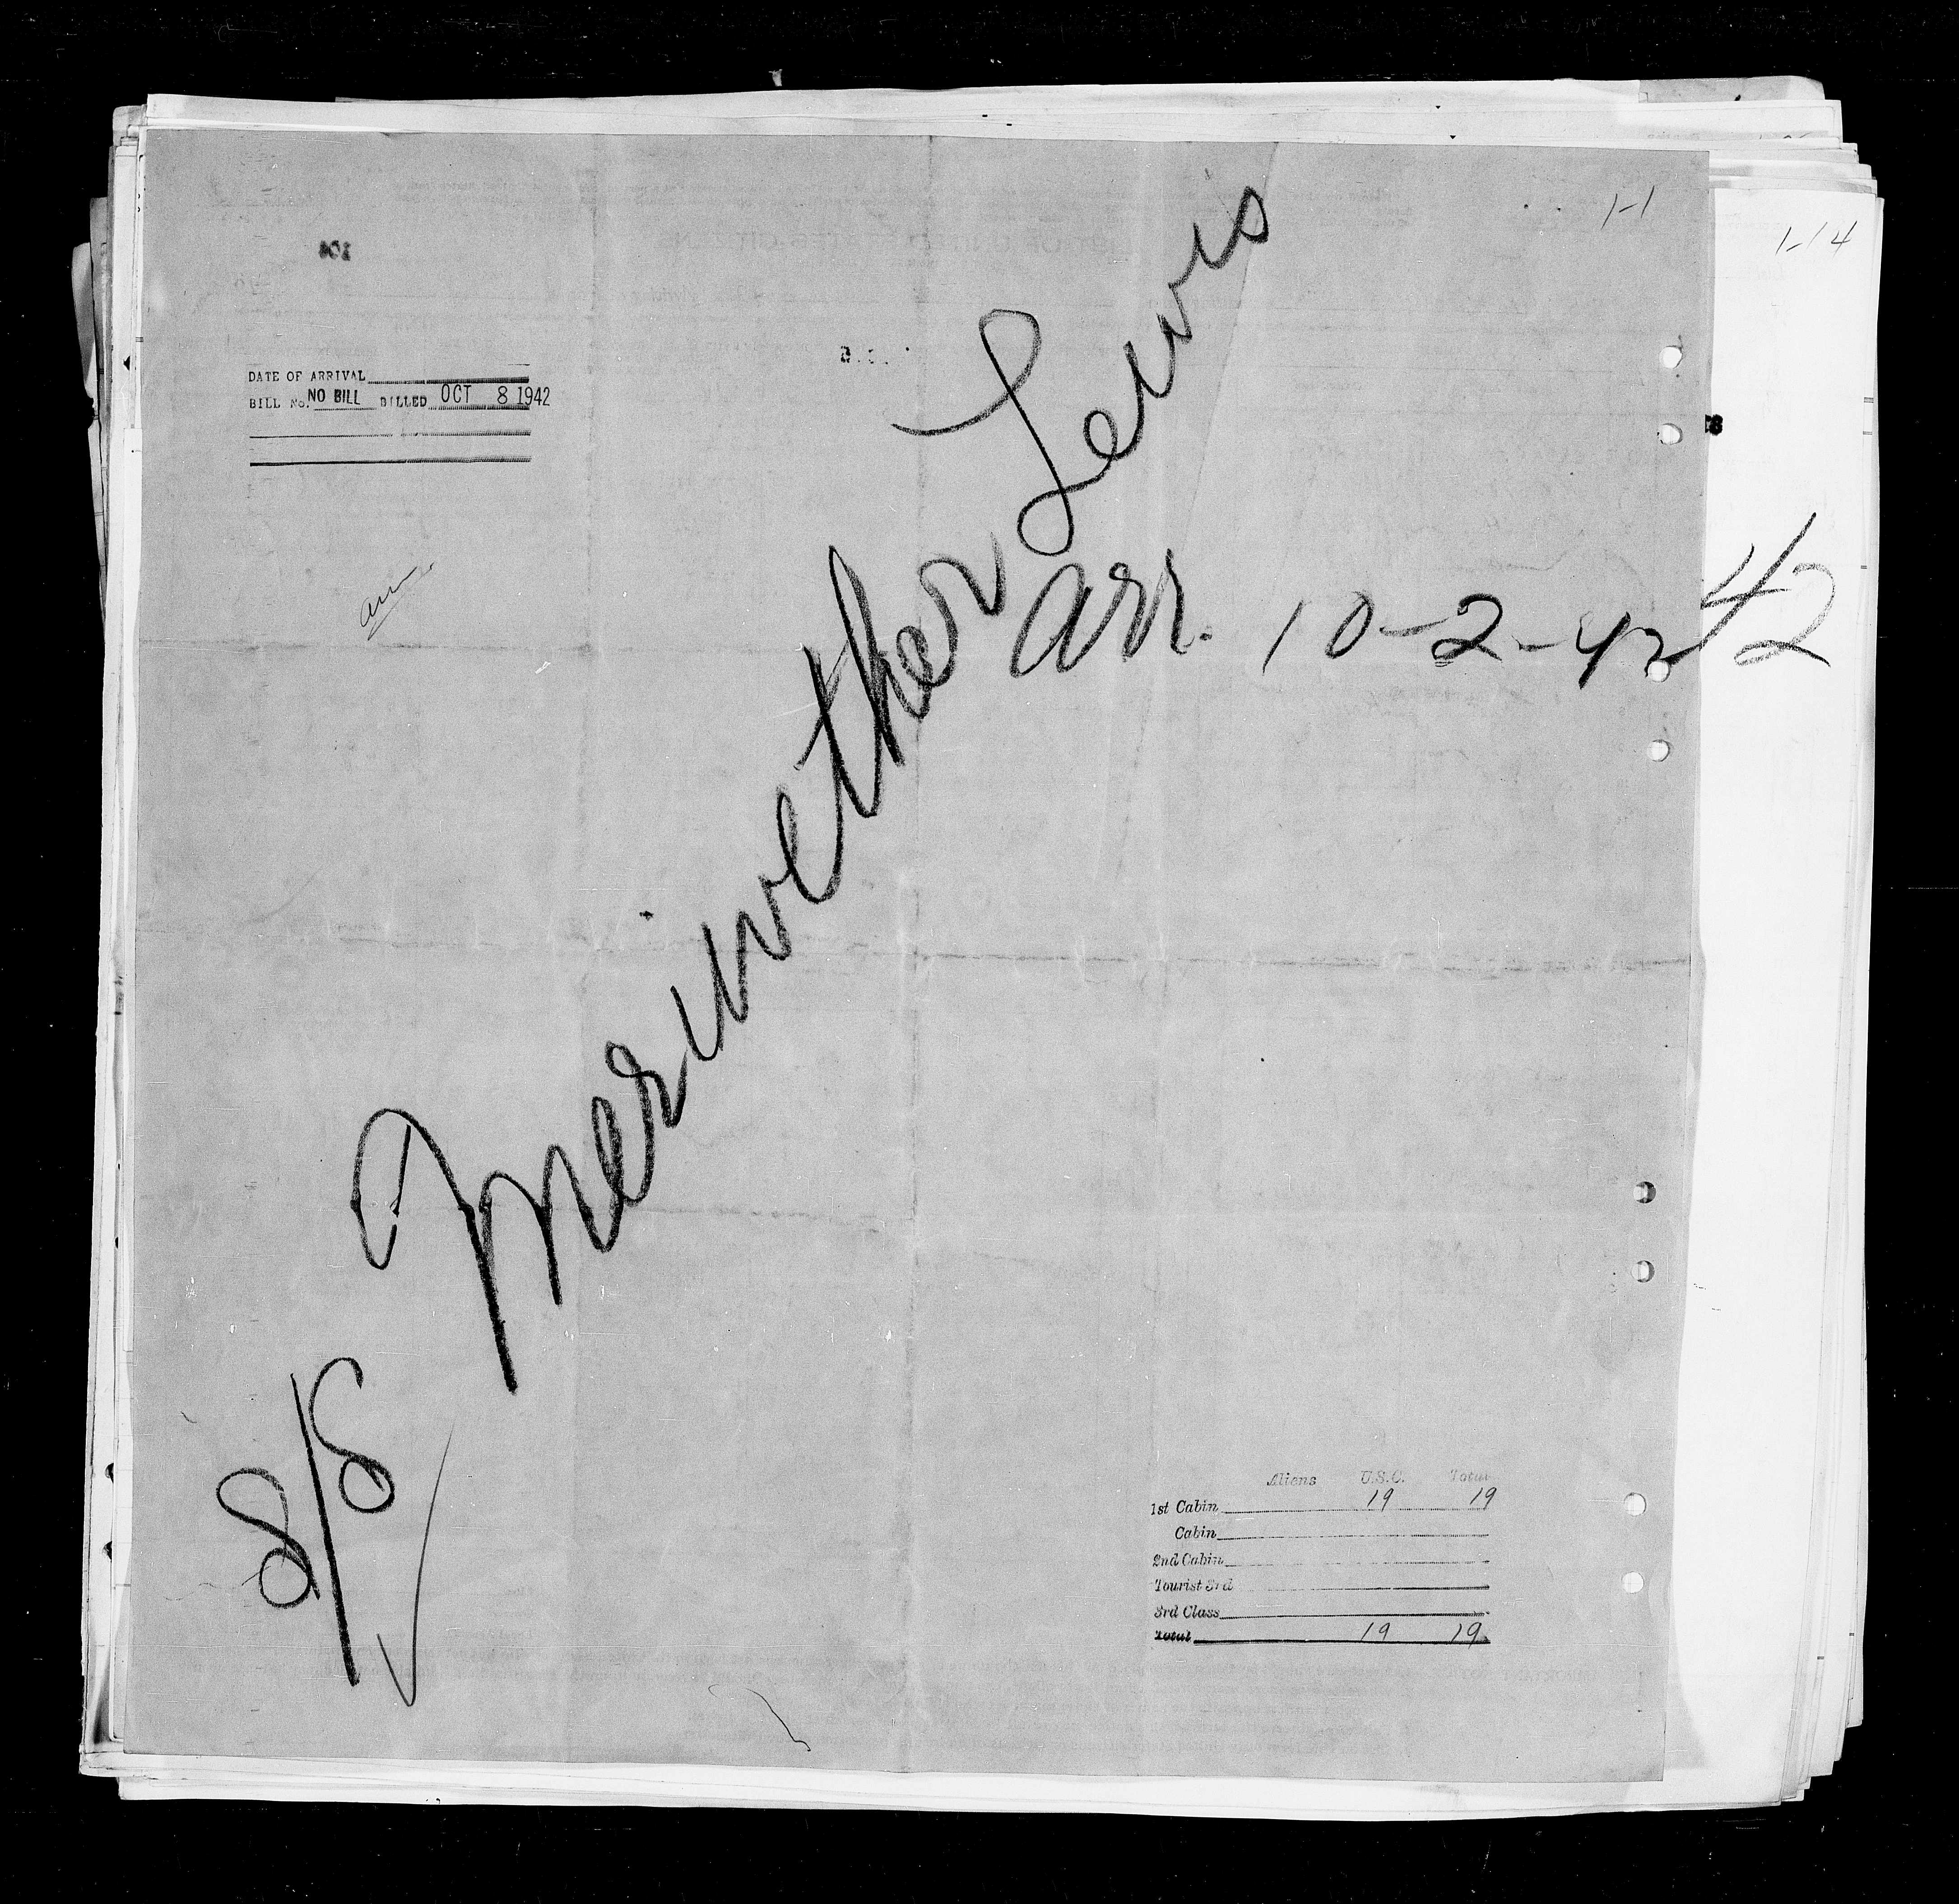 1-1
1-14
DATE OF ARRIVAL
BILL No. NO BILL BILLED OCT 8 1942
S/S Meriwether Lewis
arr. 10-2-42
42
Aliens U.S.C. Total
1st Cabin 19 19
Cabin
2nd Cabin
Tourist 3rd
3rd Class
Total 19 19